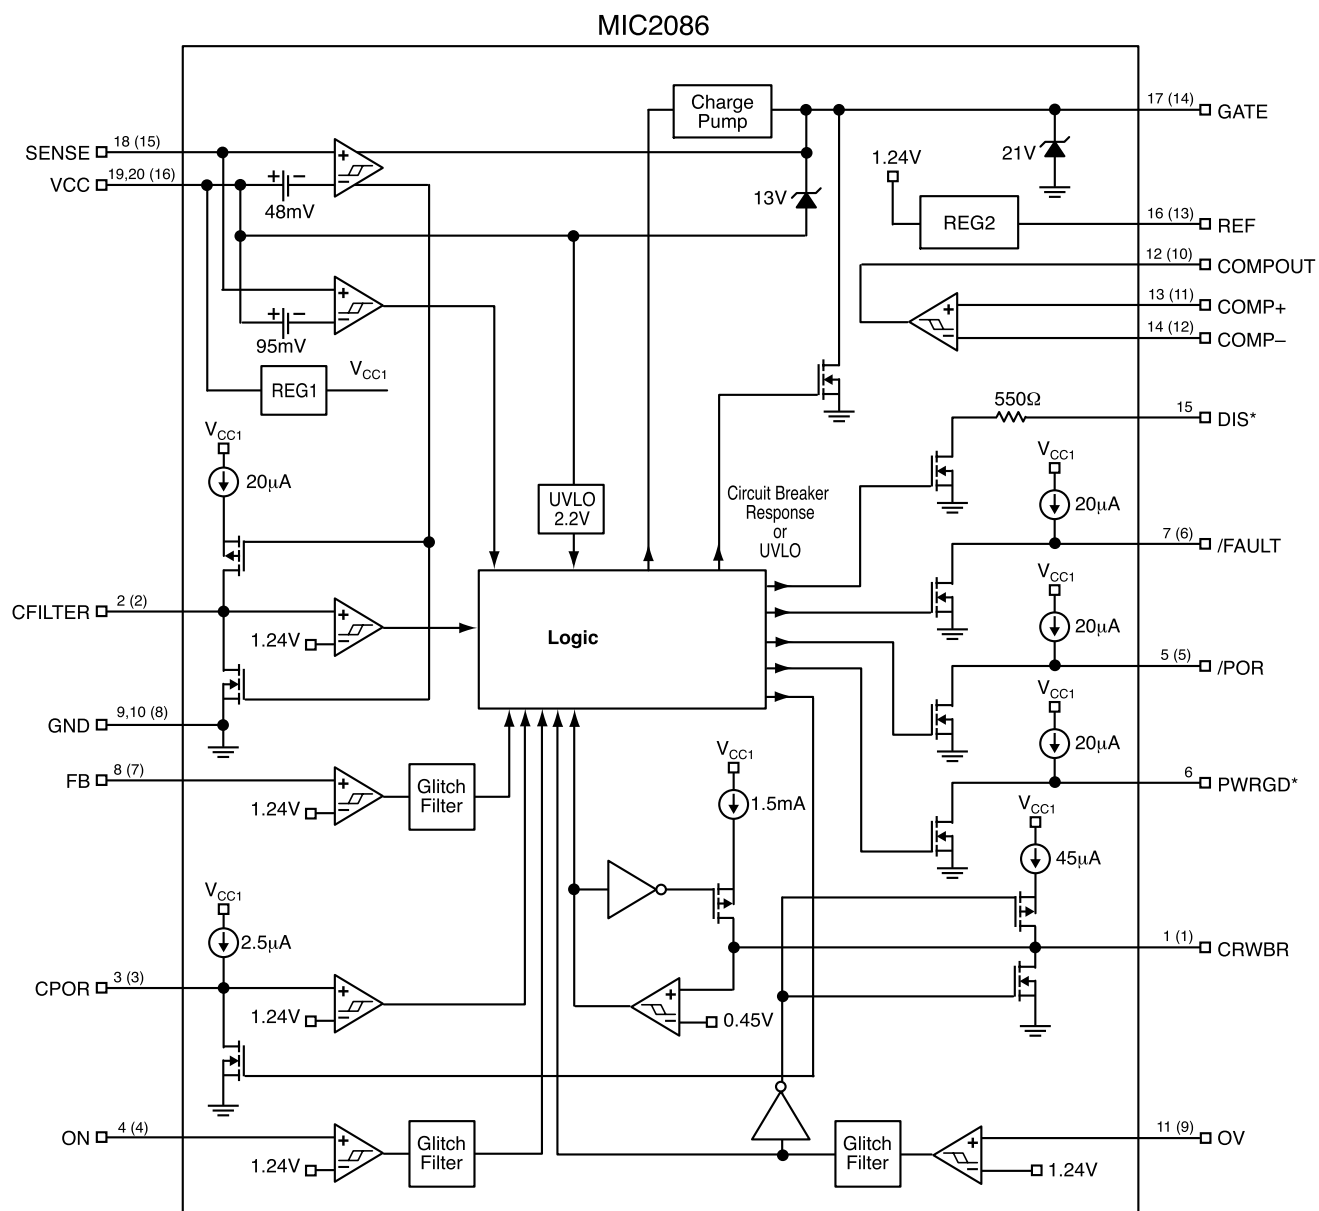 MIC2086
Charge
Pump
17 (14)
GATE
SENSE
18 (15)
+
–
21V
1.24V
VCC
19,20 (16)
+ –
48mV
13V
REG2
16 (13)
REF
12 (10)
COMPOUT
+
–
+ –
95mV
+
–
13 (11)
COMP+
14 (12)
COMP–
REG1
VCC1
550Ω
15
DIS*
VCC1
20µA
VCC1
20µA
UVLO
2.2V
Circuit Breaker
Response
or
UVLO
7 (6)
/FAULT
VCC1
20µA
CFILTER
2 (2)
+
–
1.24V
Logic
5 (5)
/POR
VCC1
20µA
GND
9,10 (8)
FB
8 (7)
+
–
1.24V
Glitch
Filter
VCC1
1.5mA
6
PWRGD*
VCC1
45µA
VCC1
2.5µA
1 (1)
CRWBR
CPOR
3 (3)
+
–
1.24V
+
–
0.45V
ON
4 (4)
+
–
1.24V
Glitch
Filter
Glitch
Filter
+
–
1.24V
11 (9)
OV